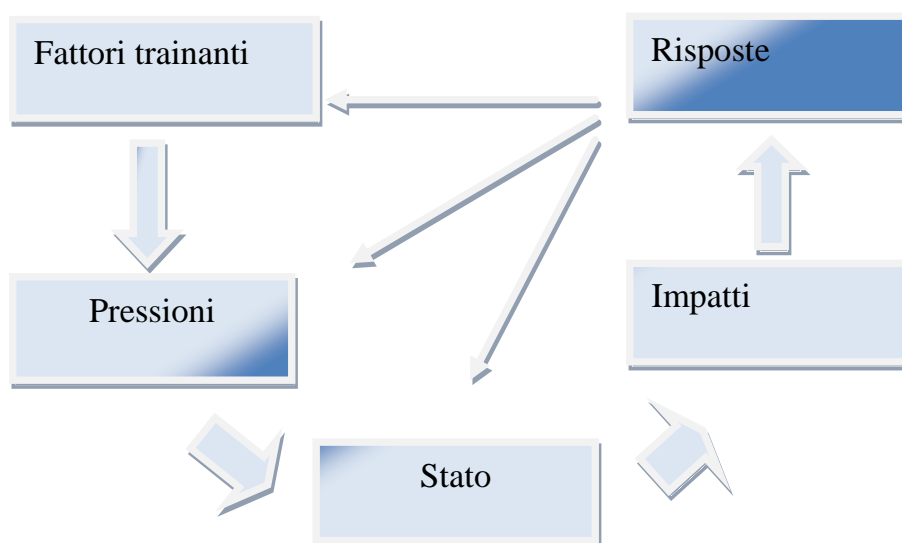 Fattori trainanti
Risposte
Pressioni
Impatti
Stato